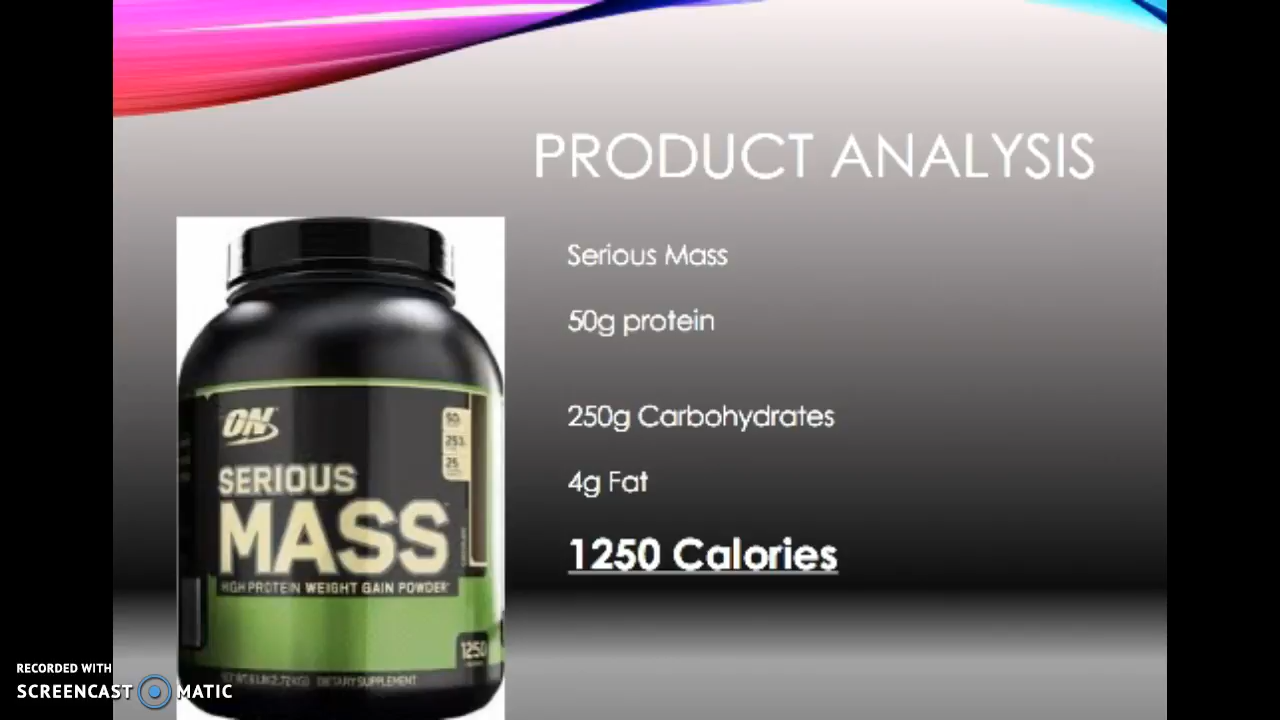 PRODUCT ANALYSIS
Serious Mass
50g protein
250g Carbohydrates
4g Fat
1250 Calories
ON
SERIOUS
MASS
HIGH PROTEIN WEIGHT GAIN POWDER
1250
DIETARY SUPPLEMENT
RECORDED WITH
SCREENCAST MATIC